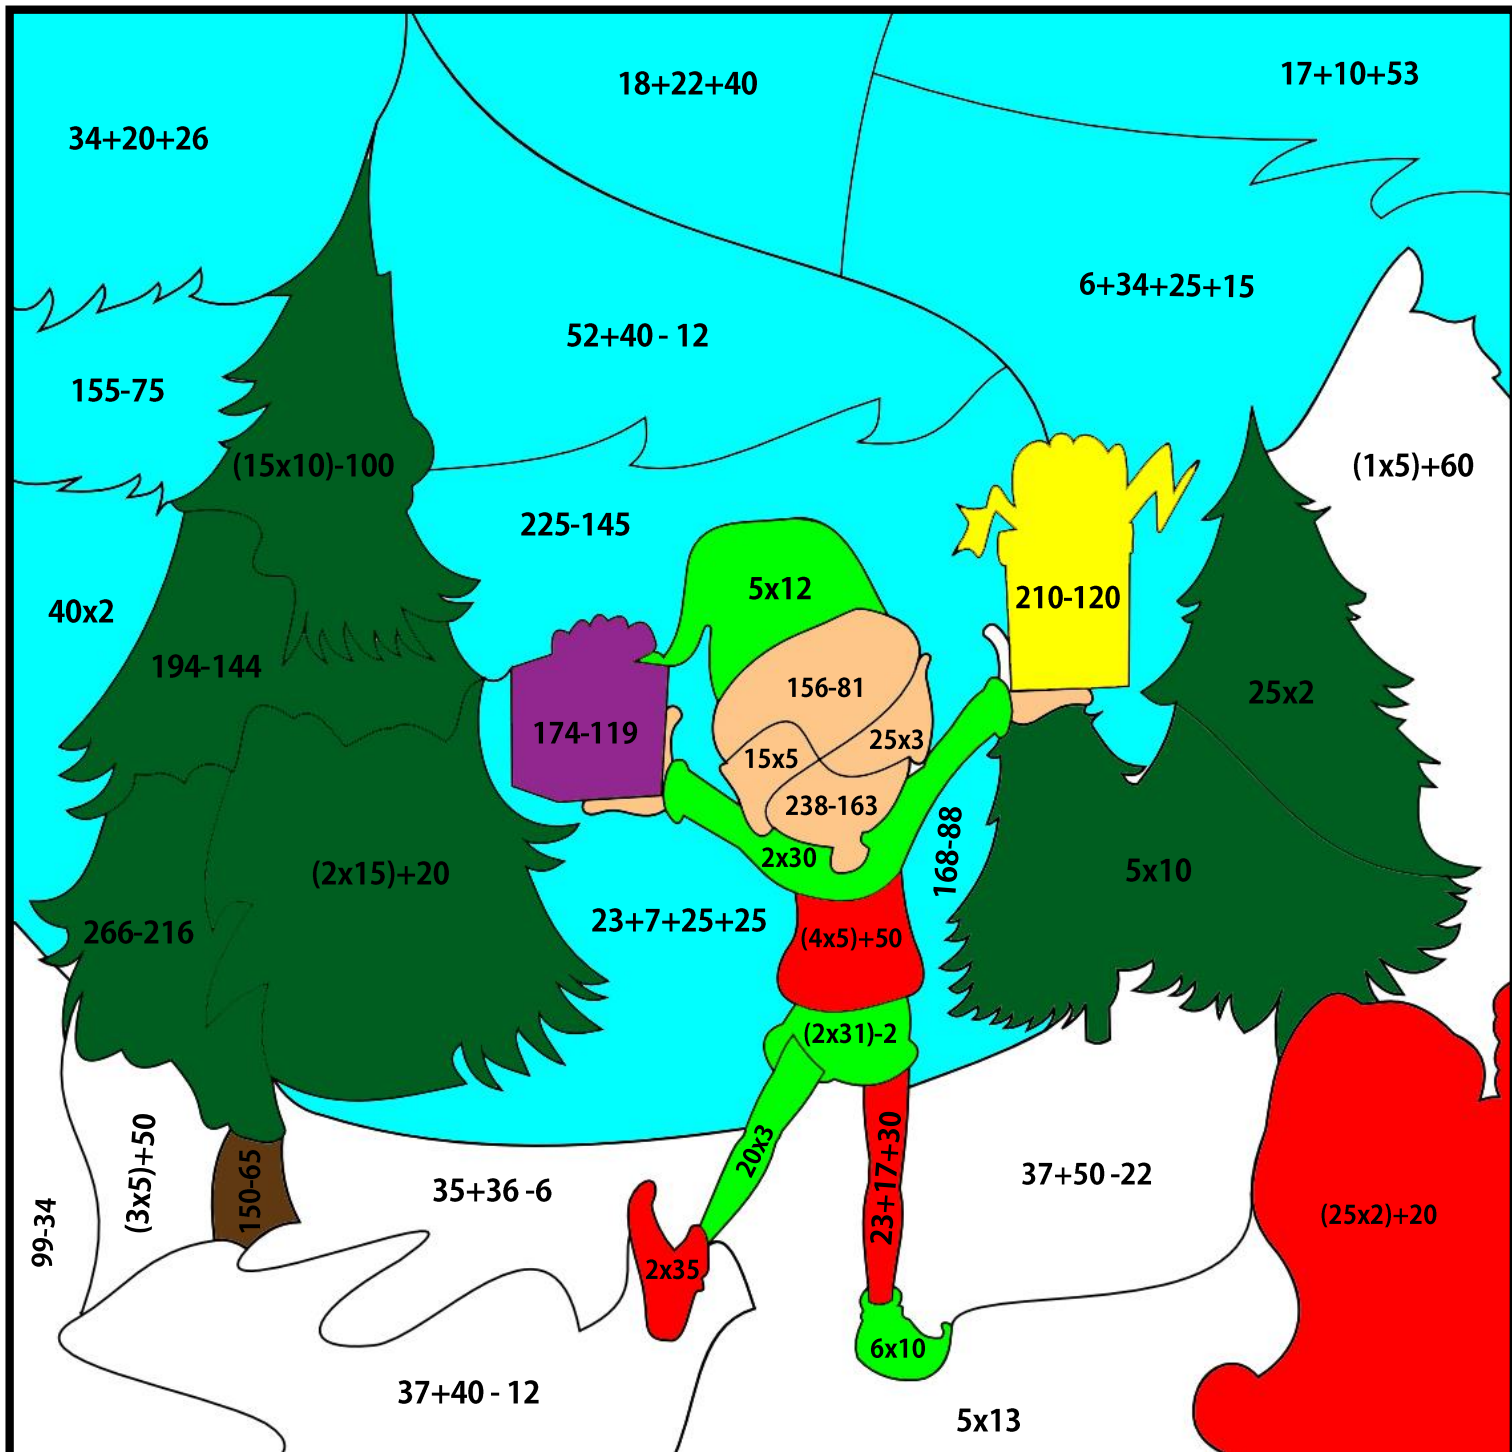 17+10+53
18+22+40
34+20+26
6+34+25+15
52+40 - 12
155-75
(15x10)-100
(1x5)+60
225-145
5x12
210-120
40x2
194-144
156-81
25x2
174-119
25x3
15x5
238-163
2x30
168-88
(2x15)+20
5x10
266-216
23+7+25+25
(4x5)+50
(2x31)-2
20x3
23+17+30
(3x5)+50
150-65
35+36 -6
37+50 -22
99-34
(25x2)+20
2x35
6x10
37+40 - 12
5x13